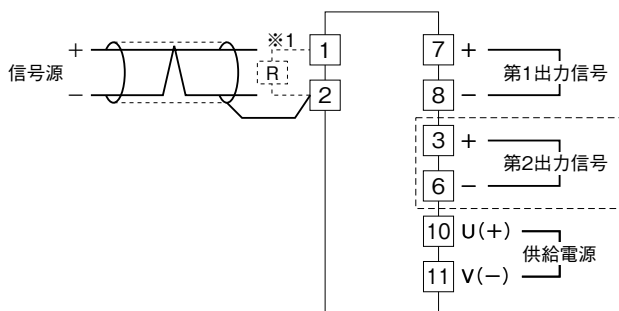 ※1
信号源
+
−
R
1
2
7 +
8 −
第1出力信号
3 +
6 −
第2出力信号
10 U(+)
11 V(−)
供給電源